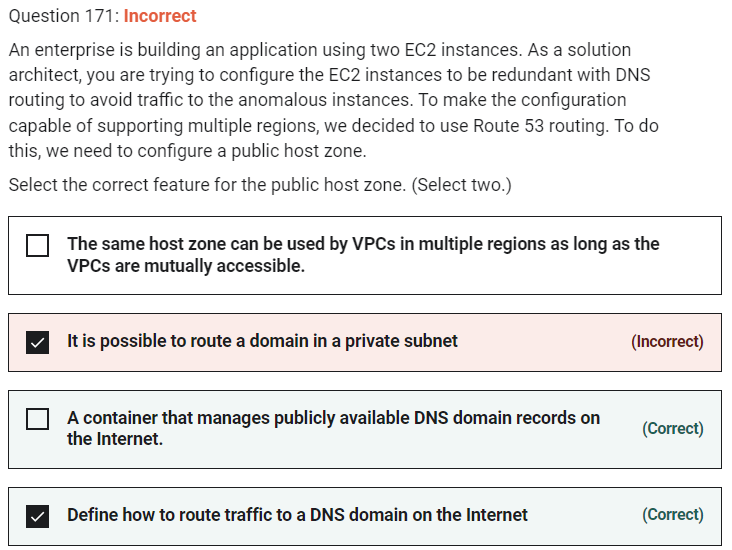 Question 171: Incorrect
An enterprise is building an application using two EC2 instances. As a solution
architect, you are trying to configure the EC2 instances to be redundant with DNS
routing to avoid traffic to the anomalous instances. To make the configuration
capable of supporting multiple regions, we decided to use Route 53 routing. To do
this, we need to configure a public host zone.
Select the correct feature for the public host zone. (Select two.)
The same host zone can be used by VPCs in multiple regions as long as the
VPCs are mutually accessible.
It is possible to route a domain in a private subnet (Incorrect)
A container that manages publicly available DNS domain records on
the Internet. (Correct)
Define how to route traffic to a DNS domain on the Internet (Correct)